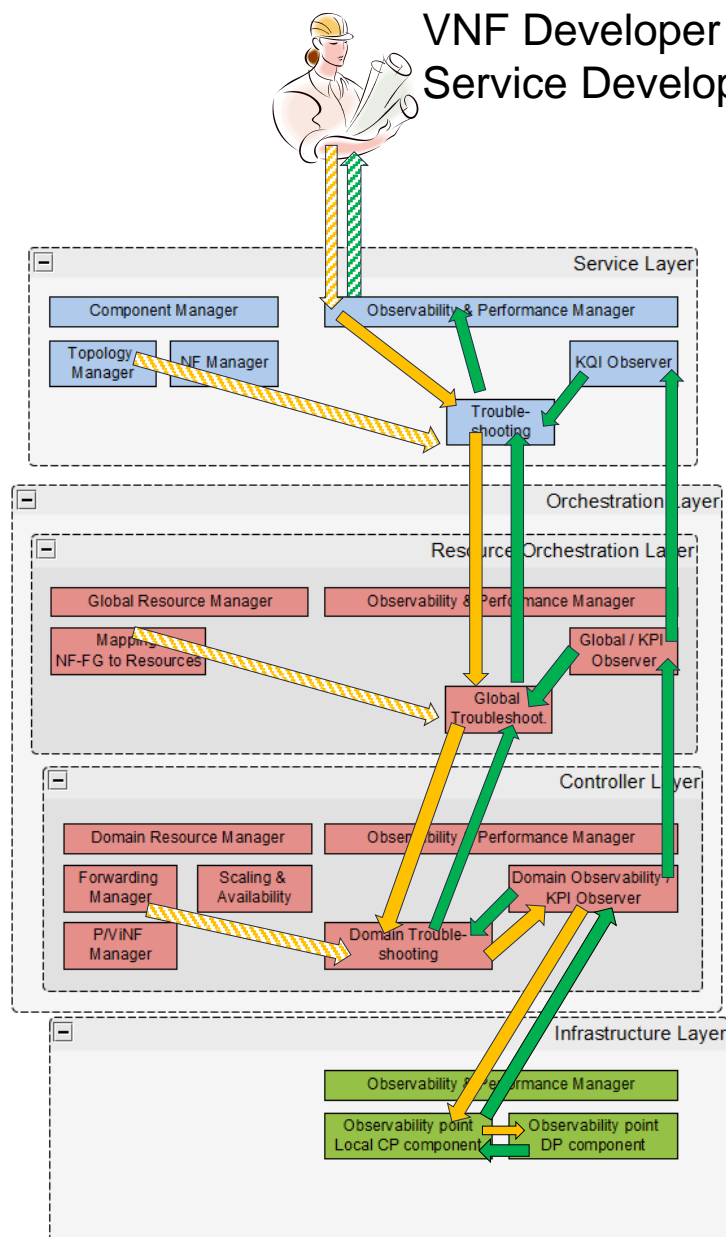 VNF Developer
Service Develop
Service Layer
Component Manager
Observability & Performance Manager
Topology
Manager
NF Manager
KQI Observer
Trouble-
shooting
Orchestration Layer
Resource Orchestration Layer
Global Resource Manager
Observability & Performance Manager
Mapping
NF-FG to Resources
Global / KPI
Observer
Global
Troubleshoot.
Controller Layer
Domain Resource Manager
Observability & Performance Manager
Forwarding
Manager
Scaling &
Availability
Domain Observability /
KPI Observer
P/ViNF
Manager
Domain Trouble-
shooting
Infrastructure Layer
Observability & Performance Manager
Observability point
Local CP component
Observability point
DP component